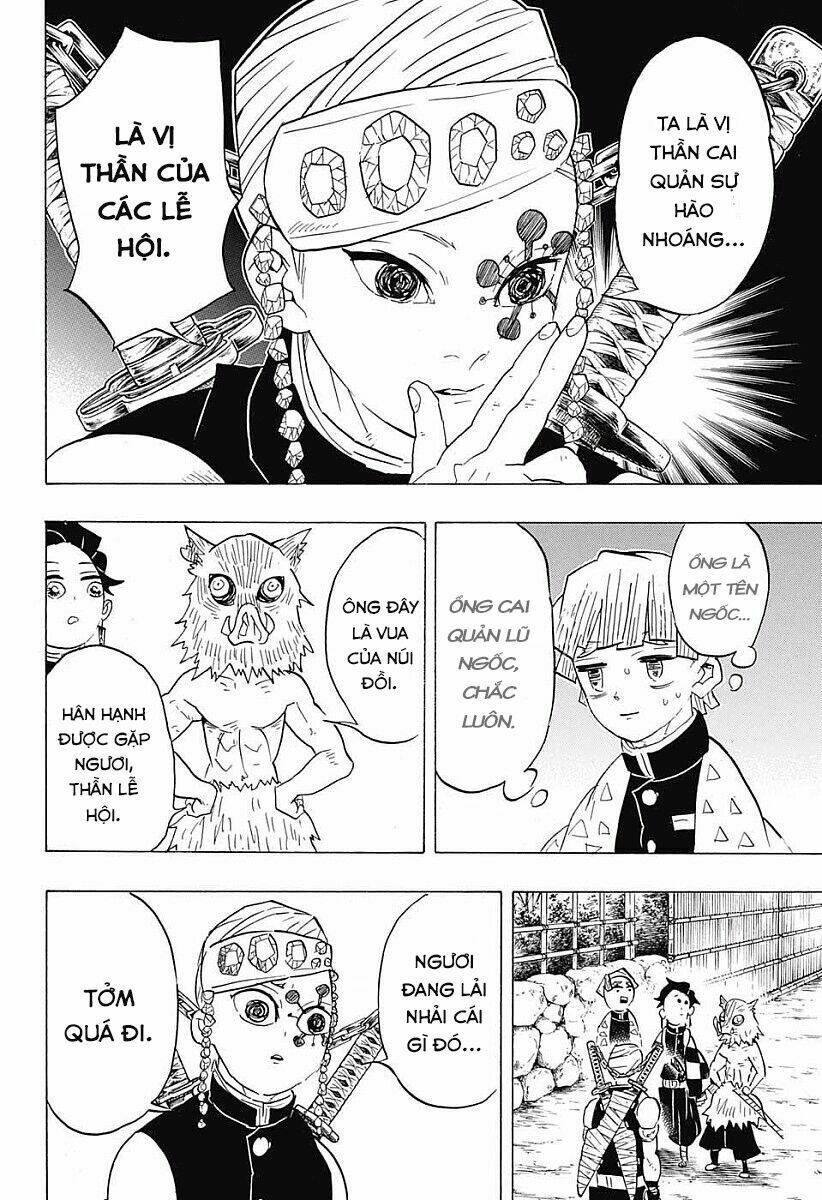 TA LÀ VỊ
THẦN CAI
QUẢN SỰ
HÀO
NHOÁNG...
LÀ VỊ
THẦN CỦA
CÁC LỄ
HỘI.
ỔNG LÀ
MỘT TÊN
NGỐC...
ỔNG CAI
QUẢN LŨ
NGỐC,
CHẮC
LUÔN.
ÔNG ĐÂY
LÀ VUA
CỦA NÚI
ĐỒI.
HÂN HẠNH
ĐƯỢC GẶP
NGƯƠI,
THẦN LỄ
HỘI.
NGƯƠI
ĐANG LẢI
NHẢI CÁI
GÌ ĐÓ...
TỞM
QUÁ ĐI.